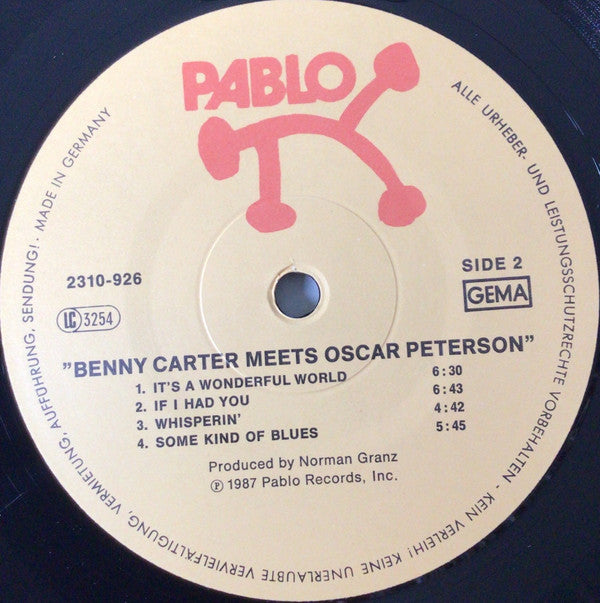 PABLO
2310-926
SIDE 2
LC 3254
GEMA
"BENNY CARTER MEETS OSCAR PETERSON"
1. IT'S A WONDERFUL WORLD 6:30
2. IF I HAD YOU 6:43
3. WHISPERIN' 4:42
4. SOME KIND OF BLUES 5:45
Produced by Norman Granz
℗ 1987 Pablo Records, Inc.
ALLE URHEBER- UND LEISTUNGSSCHUTZRECHTE VORBEHALTEN - KEIN VERLEIH! KEINE UNERLAUBTE VERVIELFÄLTIGUNG, VERMIETUNG, AUFFÜHRUNG, SENDUNG!. MADE IN GERMANY